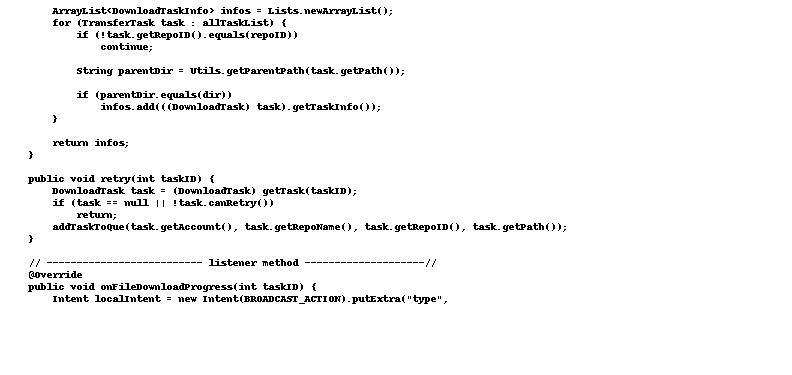 ArrayList<DownloadTaskInfo> infos = Lists.newArrayList();
    for (TransferTask task : allTaskList) {
        if (!task.getRepoID().equals(repoID))
            continue;

        String parentDir = Utils.getParentPath(task.getPath());

        if (parentDir.equals(dir))
            infos.add(((DownloadTask) task).getTaskInfo());
    }

    return infos;
}

public void retry(int taskID) {
    DownloadTask task = (DownloadTask) getTask(taskID);
    if (task == null || !task.canRetry())
        return;
    addTaskToQue(task.getAccount(), task.getRepoName(), task.getRepoID(), task.getPath());
}

// -------------------------- listener method --------------------//
@Override
public void onFileDownloadProgress(int taskID) {
    Intent localIntent = new Intent(BROADCAST_ACTION).putExtra("type",